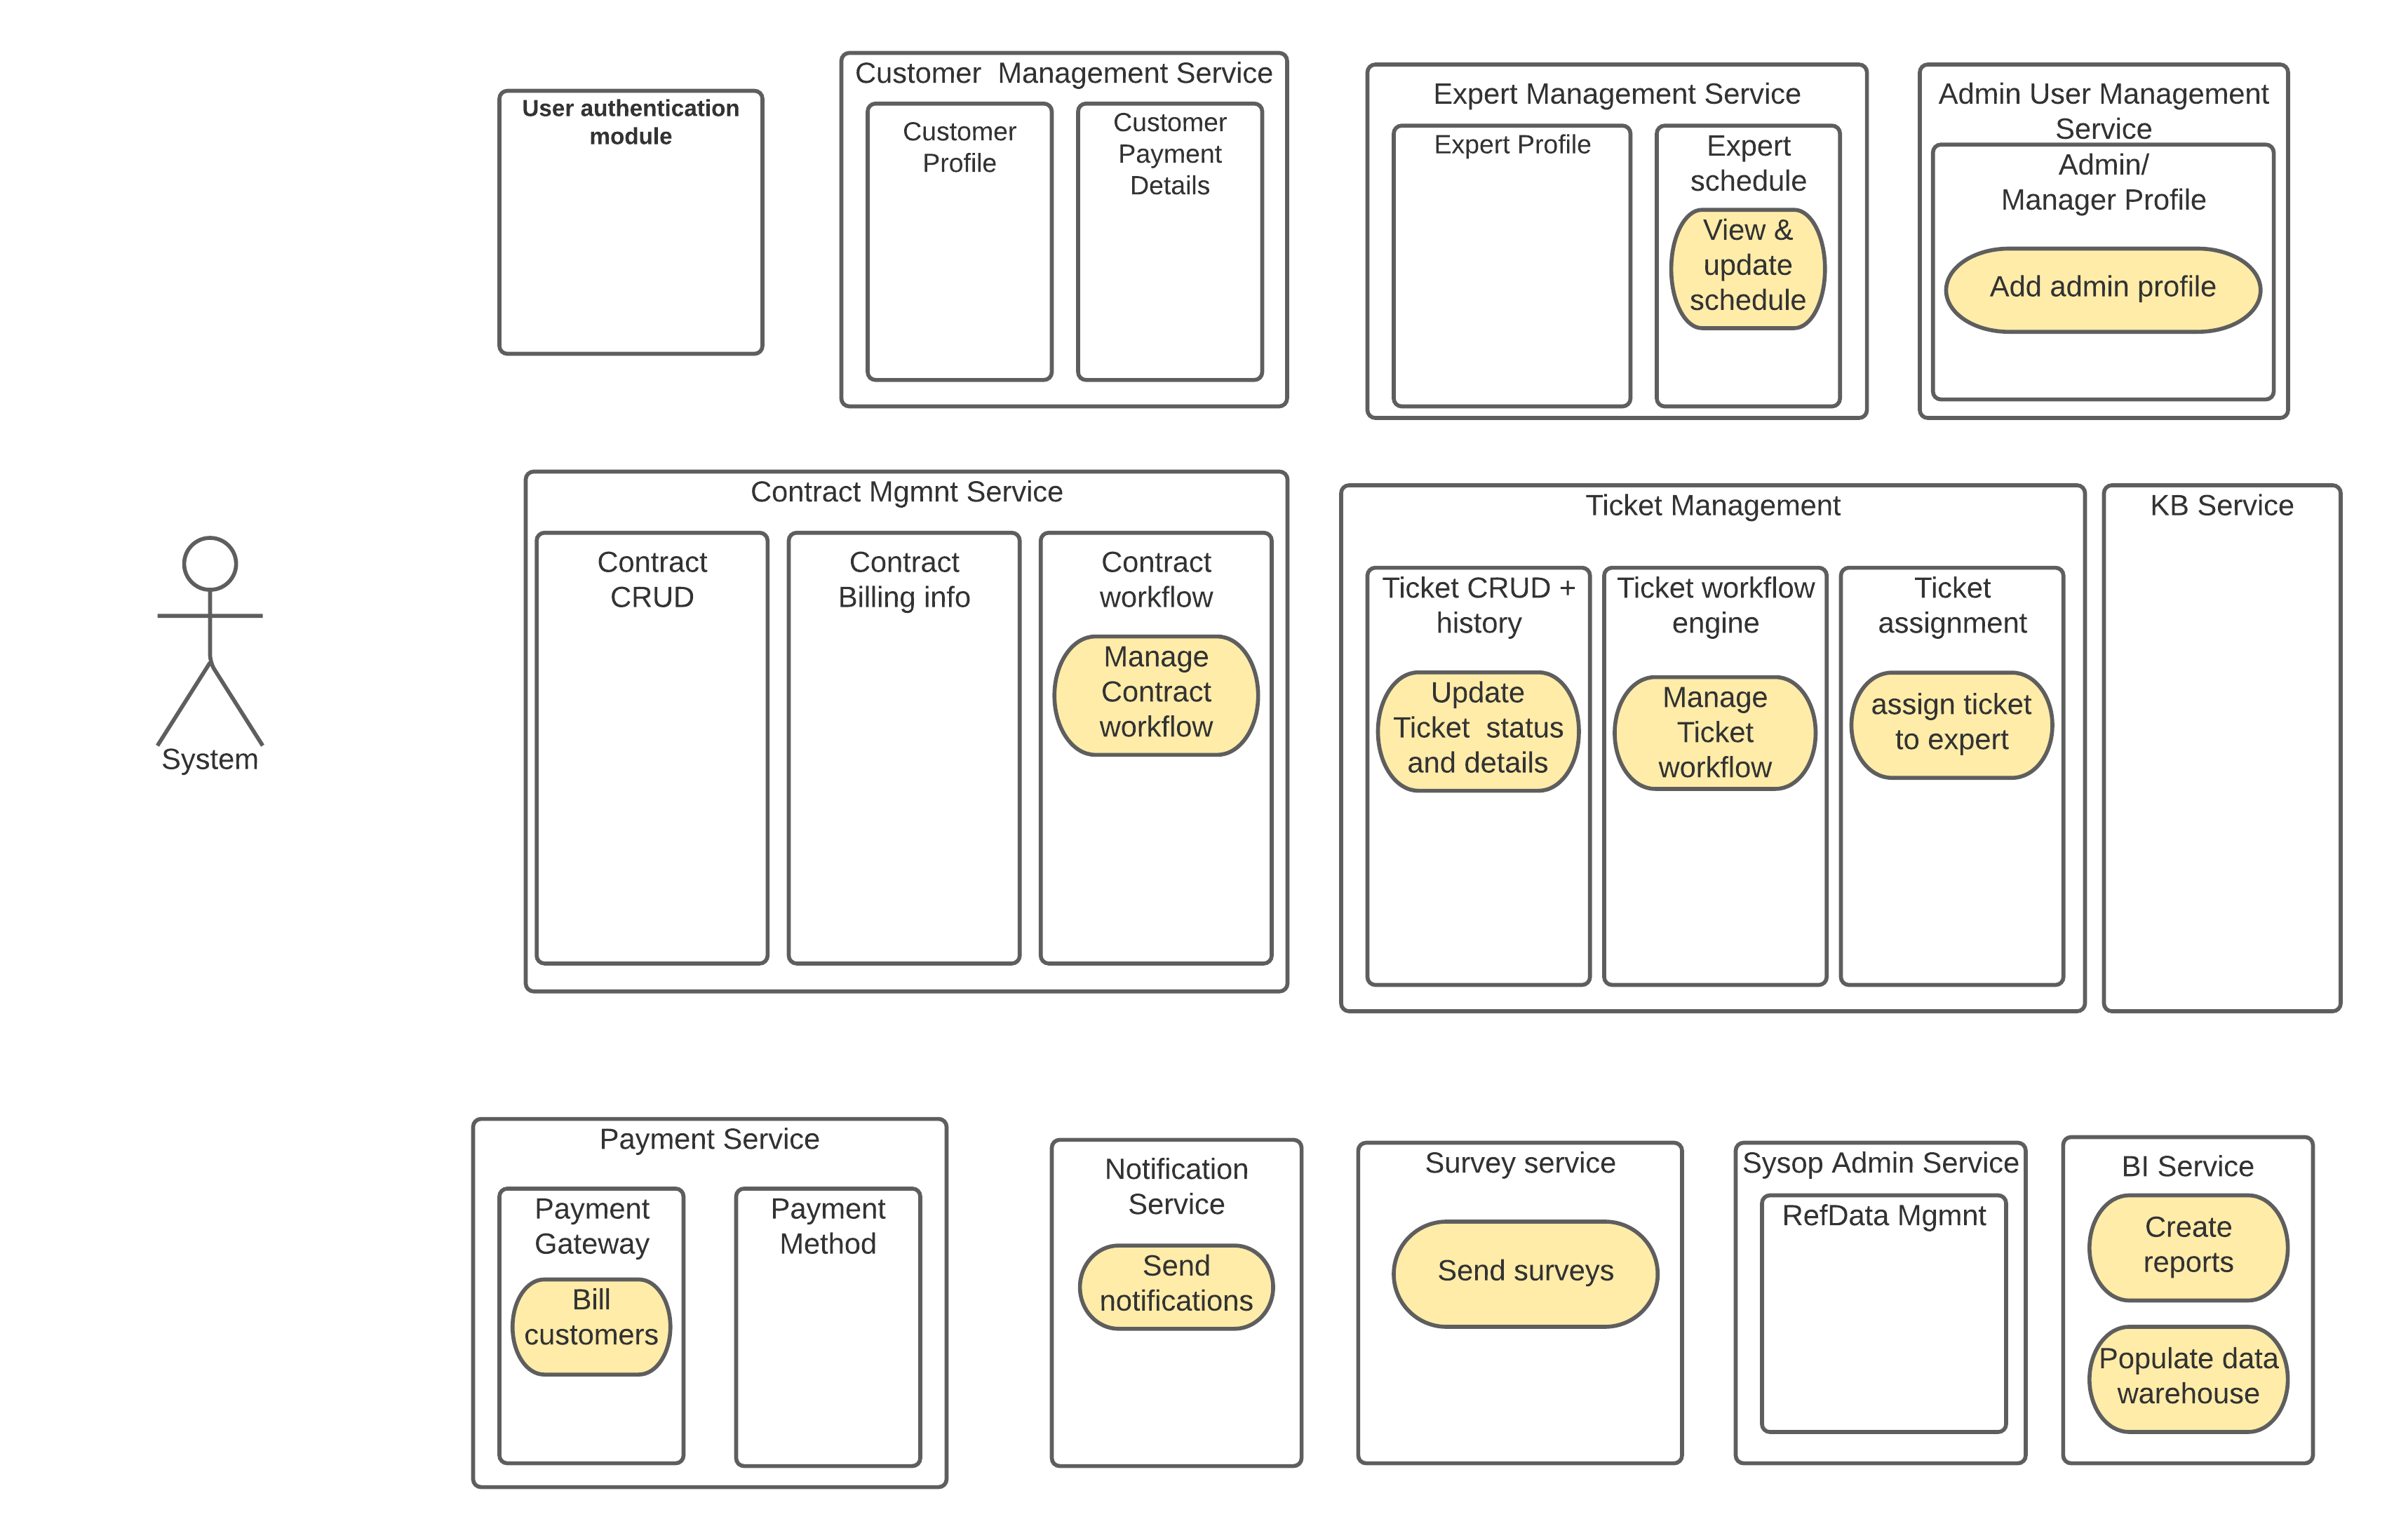 User authentication
module
Customer  Management Service
Customer
Profile
Customer
Payment
Details
Expert Management Service
Expert Profile
Expert
schedule
View &
update
schedule
Admin User Management
Service
Admin/
Manager Profile
Add admin profile
System
Contract Mgmnt Service
Contract
CRUD
Contract
Billing info
Contract
workflow
Manage
Contract
workflow
Ticket Management
Ticket CRUD +
history
Update
Ticket  status
and details
Ticket workflow
engine
Manage
Ticket
workflow
Ticket
assignment
assign ticket
to expert
KB Service
Payment Service
Payment
Gateway
Bill
customers
Payment
Method
Notification
Service
Send
notifications
Survey service
Send surveys
Sysop Admin Service
RefData Mgmnt
BI Service
Create
reports
Populate data
warehouse